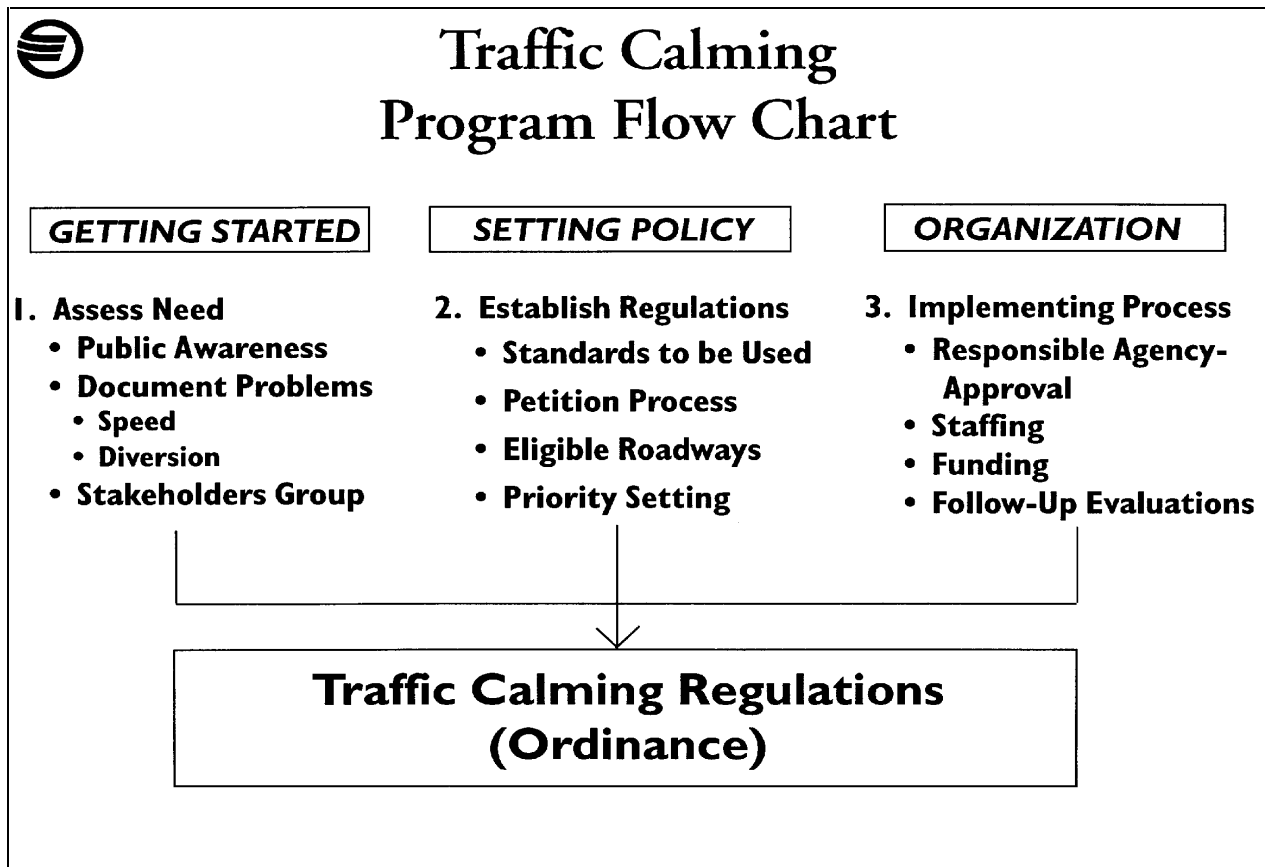 Traffic Calming
Program Flow Chart
GETTING STARTED
1. Assess Need
• Public Awareness
• Document Problems
• Speed
• Diversion
• Stakeholders Group
SETTING POLICY
2. Establish Regulations
• Standards to be Used
• Petition Process
• Eligible Roadways
• Priority Setting
ORGANIZATION
3. Implementing Process
• Responsible Agency-
Approval
• Staffing
• Funding
• Follow-Up Evaluations
Traffic Calming Regulations
(Ordinance)